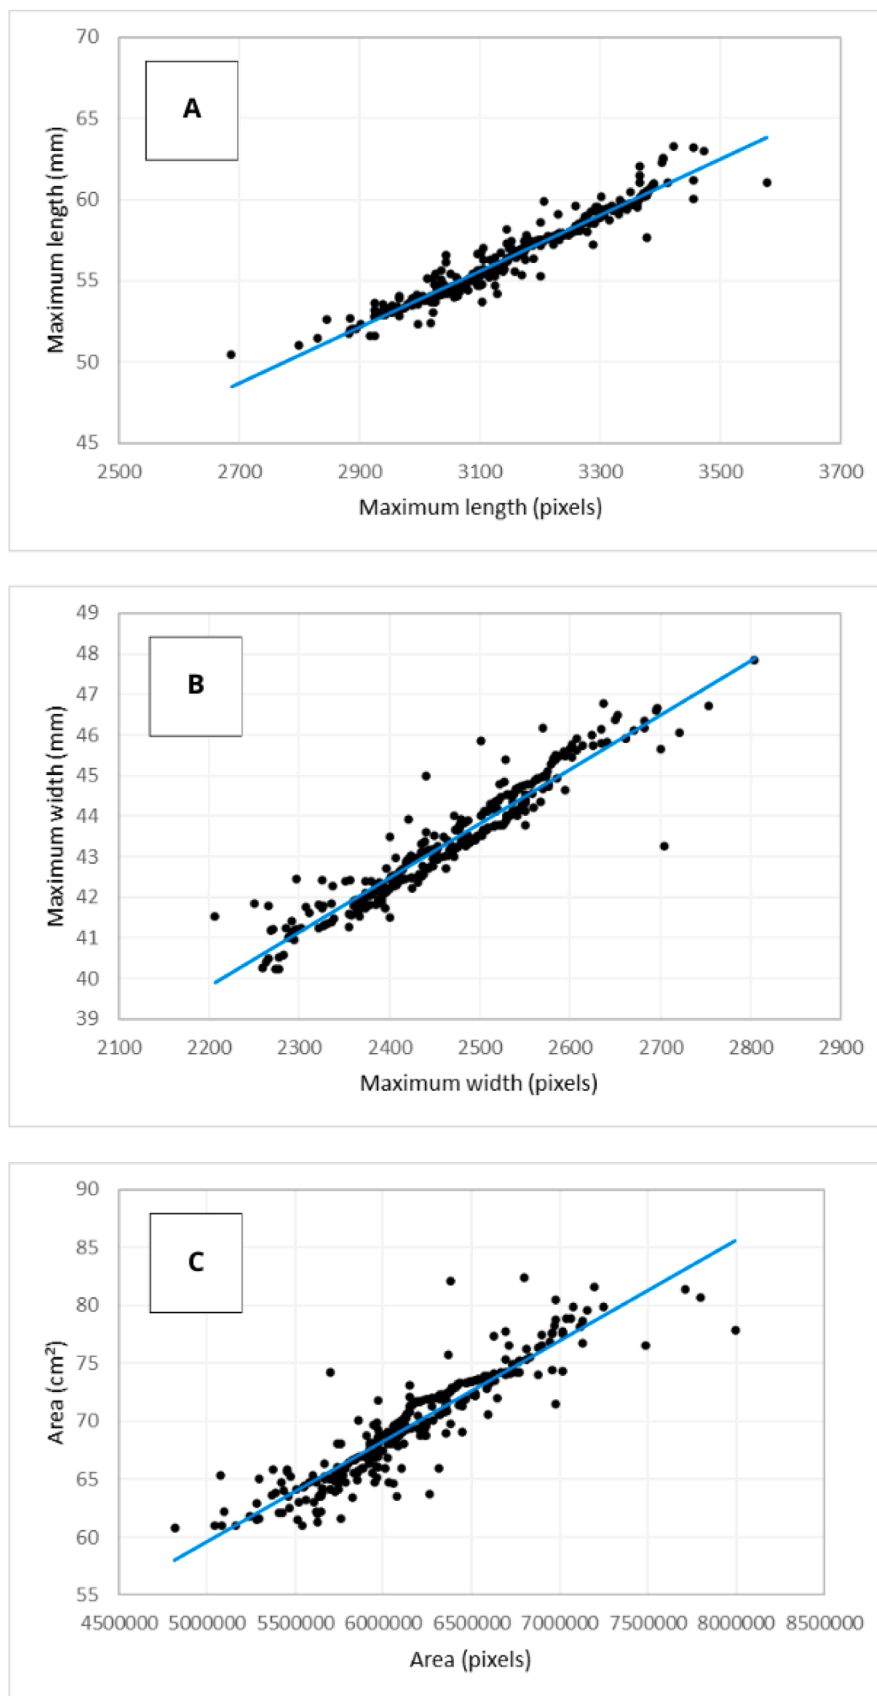 70
A
65
60
55
50
45
Maximum length (mm)
2500 2700 2900 3100 3300 3500 3700
Maximum length (pixels)
49
48
B
47
46
45
44
43
42
41
40
39
Maximum width (mm)
2100 2200 2300 2400 2500 2600 2700 2800 2900
Maximum width (pixels)
90
85
C
80
75
70
65
60
55
Area (cm²)
4500000 5000000 5500000 6000000 6500000 7000000 7500000 8000000 8500000
Area (pixels)